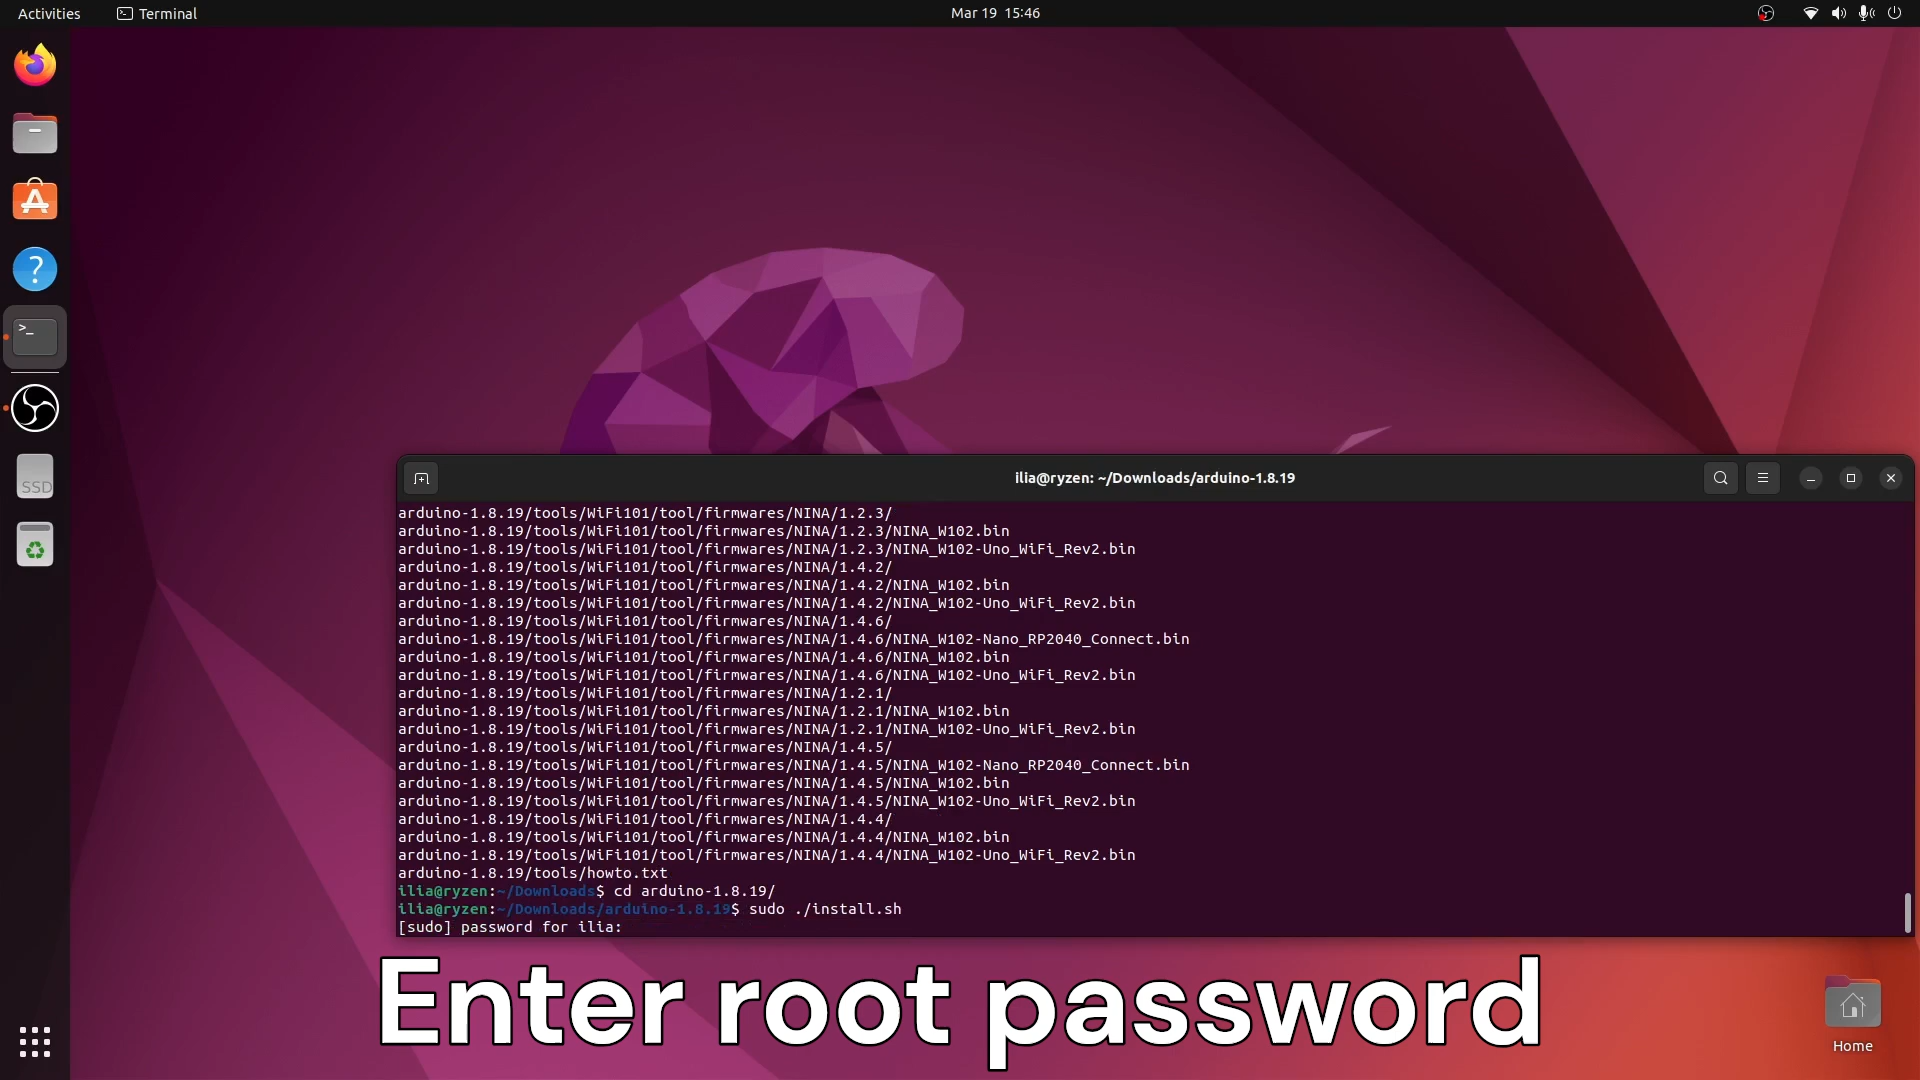 Activities
Terminal
Mar 19 15:46
SSD
ilia@ryzen: ~/Downloads/arduino-1.8.19
arduino-1.8.19/tools/WiFi101/tool/firmwares/NINA/1.2.3/
arduino-1.8.19/tools/WiFi101/tool/firmwares/NINA/1.2.3/NINA_W102.bin
arduino-1.8.19/tools/WiFi101/tool/firmwares/NINA/1.2.3/NINA_W102-Uno_WiFi_Rev2.bin
arduino-1.8.19/tools/WiFi101/tool/firmwares/NINA/1.4.2/
arduino-1.8.19/tools/WiFi101/tool/firmwares/NINA/1.4.2/NINA_W102.bin
arduino-1.8.19/tools/WiFi101/tool/firmwares/NINA/1.4.2/NINA_W102-Uno_WiFi_Rev2.bin
arduino-1.8.19/tools/WiFi101/tool/firmwares/NINA/1.4.6/
arduino-1.8.19/tools/WiFi101/tool/firmwares/NINA/1.4.6/NINA_W102-Nano_RP2040_Connect.bin
arduino-1.8.19/tools/WiFi101/tool/firmwares/NINA/1.4.6/NINA_W102.bin
arduino-1.8.19/tools/WiFi101/tool/firmwares/NINA/1.4.6/NINA_W102-Uno_WiFi_Rev2.bin
arduino-1.8.19/tools/WiFi101/tool/firmwares/NINA/1.2.1/
arduino-1.8.19/tools/WiFi101/tool/firmwares/NINA/1.2.1/NINA_W102.bin
arduino-1.8.19/tools/WiFi101/tool/firmwares/NINA/1.2.1/NINA_W102-Uno_WiFi_Rev2.bin
arduino-1.8.19/tools/WiFi101/tool/firmwares/NINA/1.4.5/
arduino-1.8.19/tools/WiFi101/tool/firmwares/NINA/1.4.5/NINA_W102-Nano_RP2040_Connect.bin
arduino-1.8.19/tools/WiFi101/tool/firmwares/NINA/1.4.5/NINA_W102.bin
arduino-1.8.19/tools/WiFi101/tool/firmwares/NINA/1.4.5/NINA_W102-Uno_WiFi_Rev2.bin
arduino-1.8.19/tools/WiFi101/tool/firmwares/NINA/1.4.4/
arduino-1.8.19/tools/WiFi101/tool/firmwares/NINA/1.4.4/NINA_W102.bin
arduino-1.8.19/tools/WiFi101/tool/firmwares/NINA/1.4.4/NINA_W102-Uno_WiFi_Rev2.bin
arduino-1.8.19/tools/howto.txt
ilia@ryzen:~/Downloads$ cd arduino-1.8.19/
ilia@ryzen:~/Downloads/arduino-1.8.19$ sudo ./install.sh
[sudo] password for ilia:
Enter root password
Home